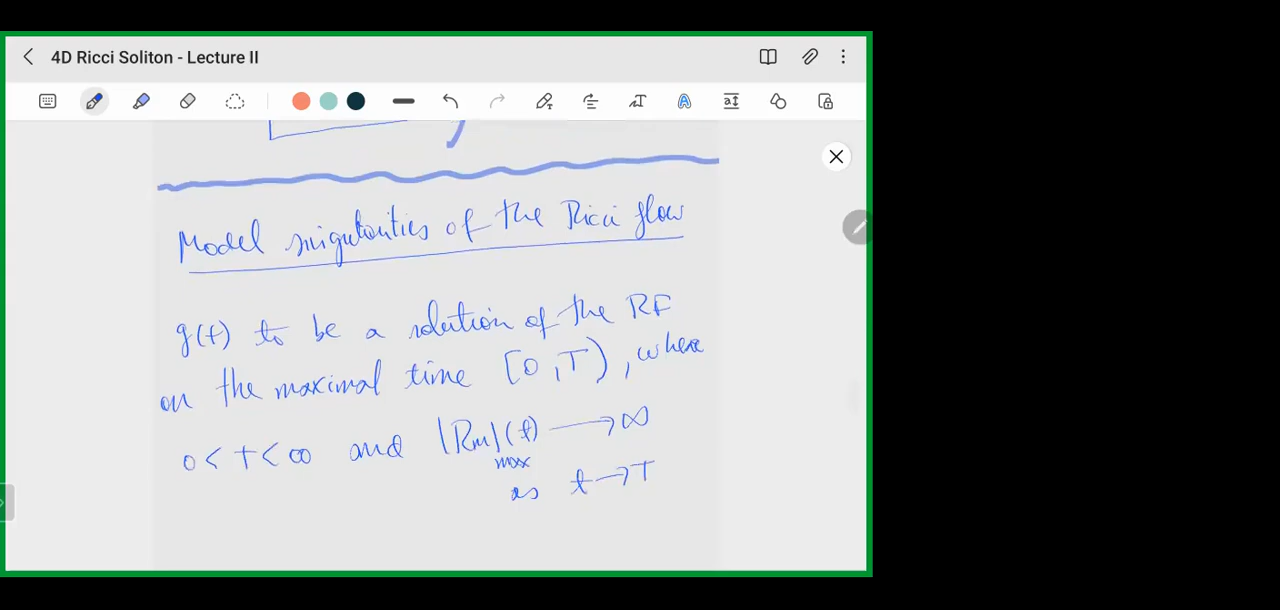 4D Ricci Soliton - Lecture II
Model singularities of the Ricci flow
g(t) to be a solution of the RF
on the maximal time [0,T), where
0 < T < ∞ and |Rm|(t) → ∞
max
as t → T